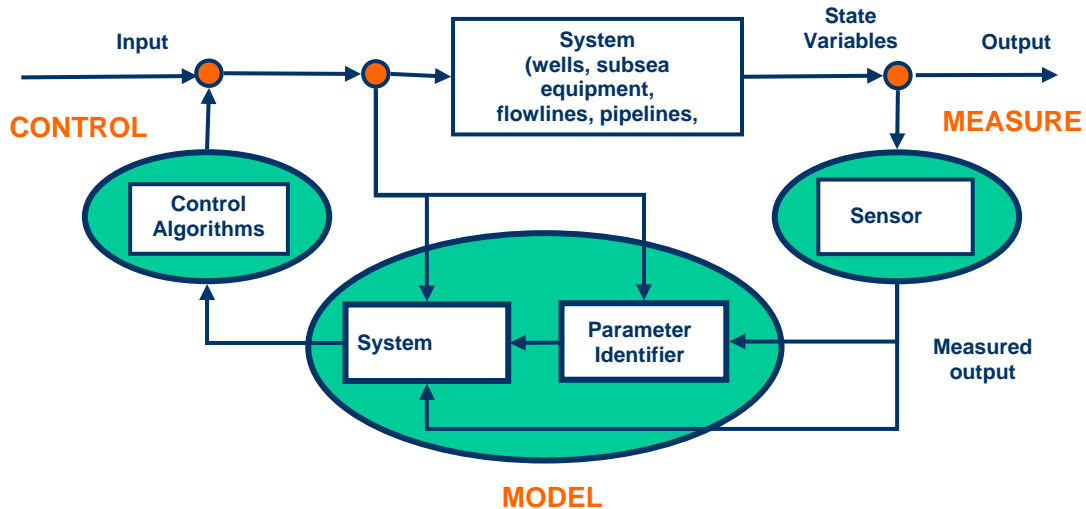 Input
System
(wells, subsea
equipment,
flowlines, pipelines,
State
Variables
Output
CONTROL
MEASURE
Control
Algorithms
Sensor
System
Parameter
Identifier
Measured
output
MODEL